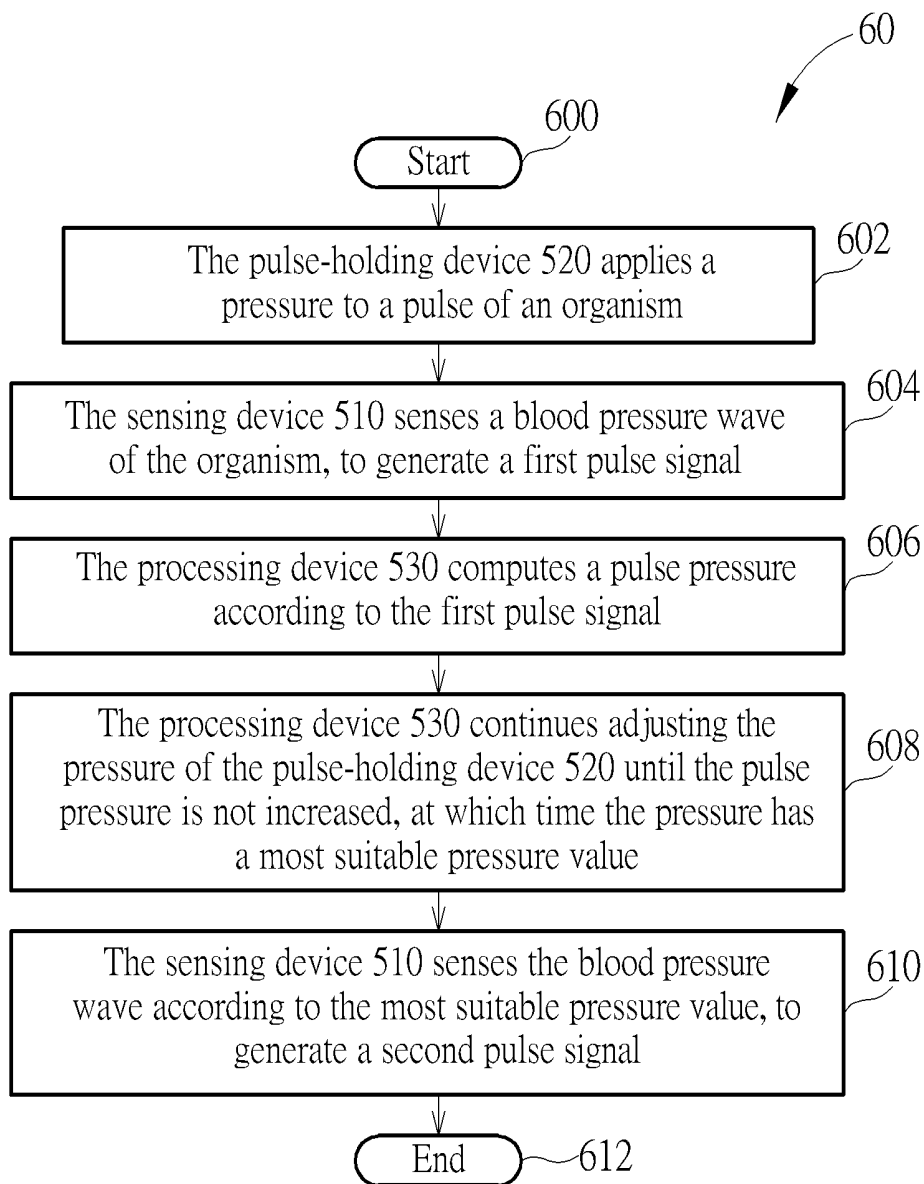 60
600
Start
602
The pulse-holding device 520 applies a
pressure to a pulse of an organism
604
The sensing device 510 senses a blood pressure wave
of the organism, to generate a first pulse signal
606
The processing device 530 computes a pulse pressure
according to the first pulse signal
The processing device 530 continues adjusting the
pressure of the pulse-holding device 520 until the pulse
pressure is not increased, at which time the pressure has
a most suitable pressure value
608
The sensing device 510 senses the blood pressure
wave according to the most suitable pressure value, to
generate a second pulse signal
610
End
612